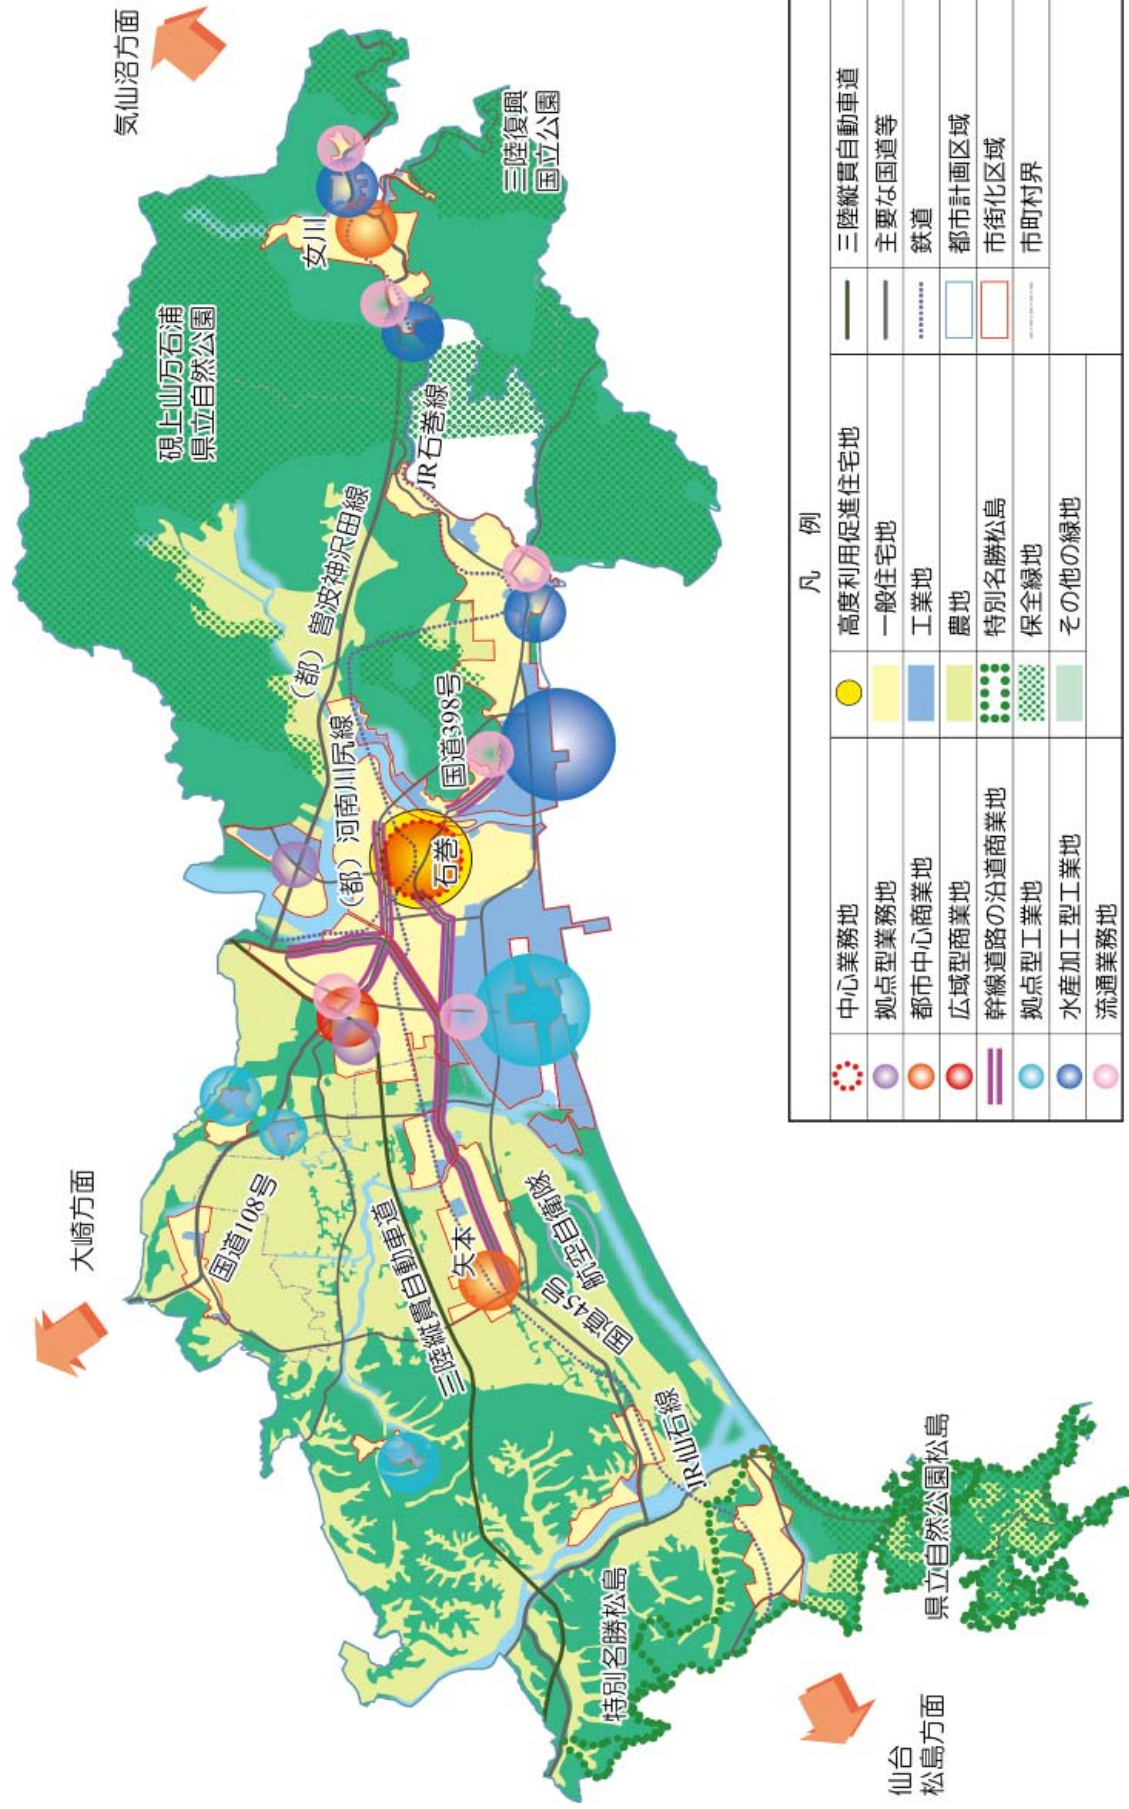 気仙沼方面
三陸復興
国立公園
女川
硯上山万石浦
県立自然公園
JR石巻線
(都)曽波神沢田線
国道398号
(都)河南川尻線
石巻
大崎方面
国道108号
三陸縦貫自動車道
矢本
航空自衛隊
国道45号
JR仙石線
特別名勝松島
県立自然公園松島
仙台
松島方面
凡 例
中心業務地
拠点型業務地
都市中心商業地
広域型商業地
幹線道路の沿道商業地
拠点型工業地
水産加工型工業地
流通業務地
高度利用促進住宅地
一般住宅地
工業地
農地
特別名勝松島
保全緑地
その他の緑地
三陸縦貫自動車道
主要な国道等
鉄道
都市計画区域
市街化区域
市町村界